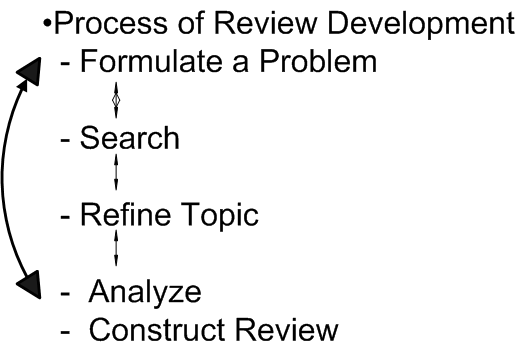 •Process of Review Development
- Formulate a Problem
- Search
- Refine Topic
- Analyze
- Construct Review